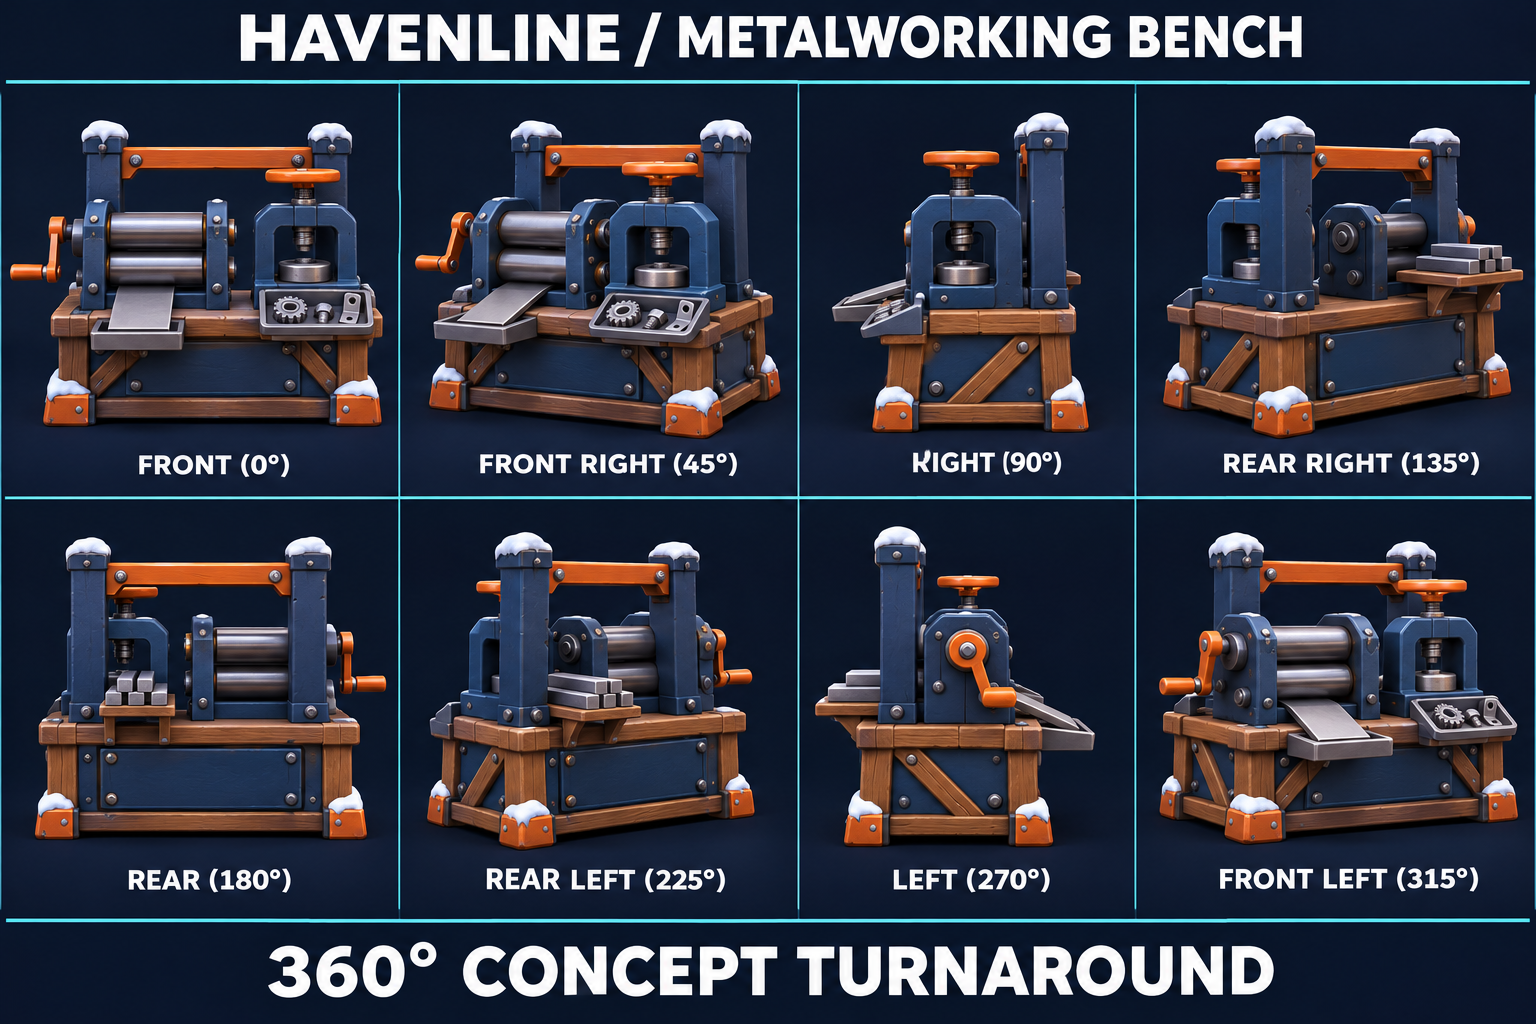 HAVENLINE / METALWORKING BENCH
FRONT (0°)
FRONT RIGHT (45°)
RIGHT (90°)
REAR RIGHT (135°)
REAR (180°)
REAR LEFT (225°)
LEFT (270°)
FRONT LEFT (315°)
360° CONCEPT TURNAROUND